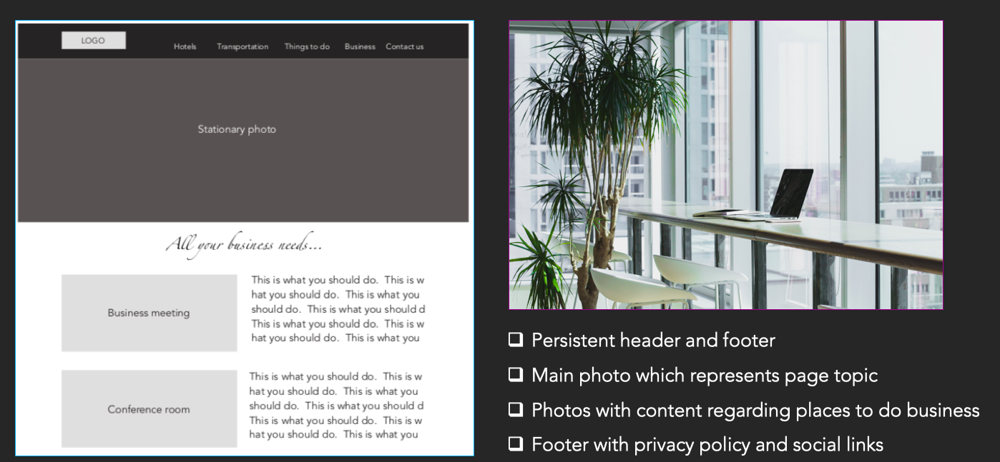 LOGO
Hotels Transportation Things to do Business Contact us
Stationary photo
All your business needs...
Business meeting
This is what you should do. This is w
hat you should do. This is what you
should do. This is what you should d
This is what you should do. This is w
hat you should do. This is what you
Conference room
This is what you should do. This is w
hat you should do. This is what you
should do. This is what you should d
This is what you should do. This is w
hat you should do. This is what you
Persistent header and footer
Main photo which represents page topic
Photos with content regarding places to do business
Footer with privacy policy and social links